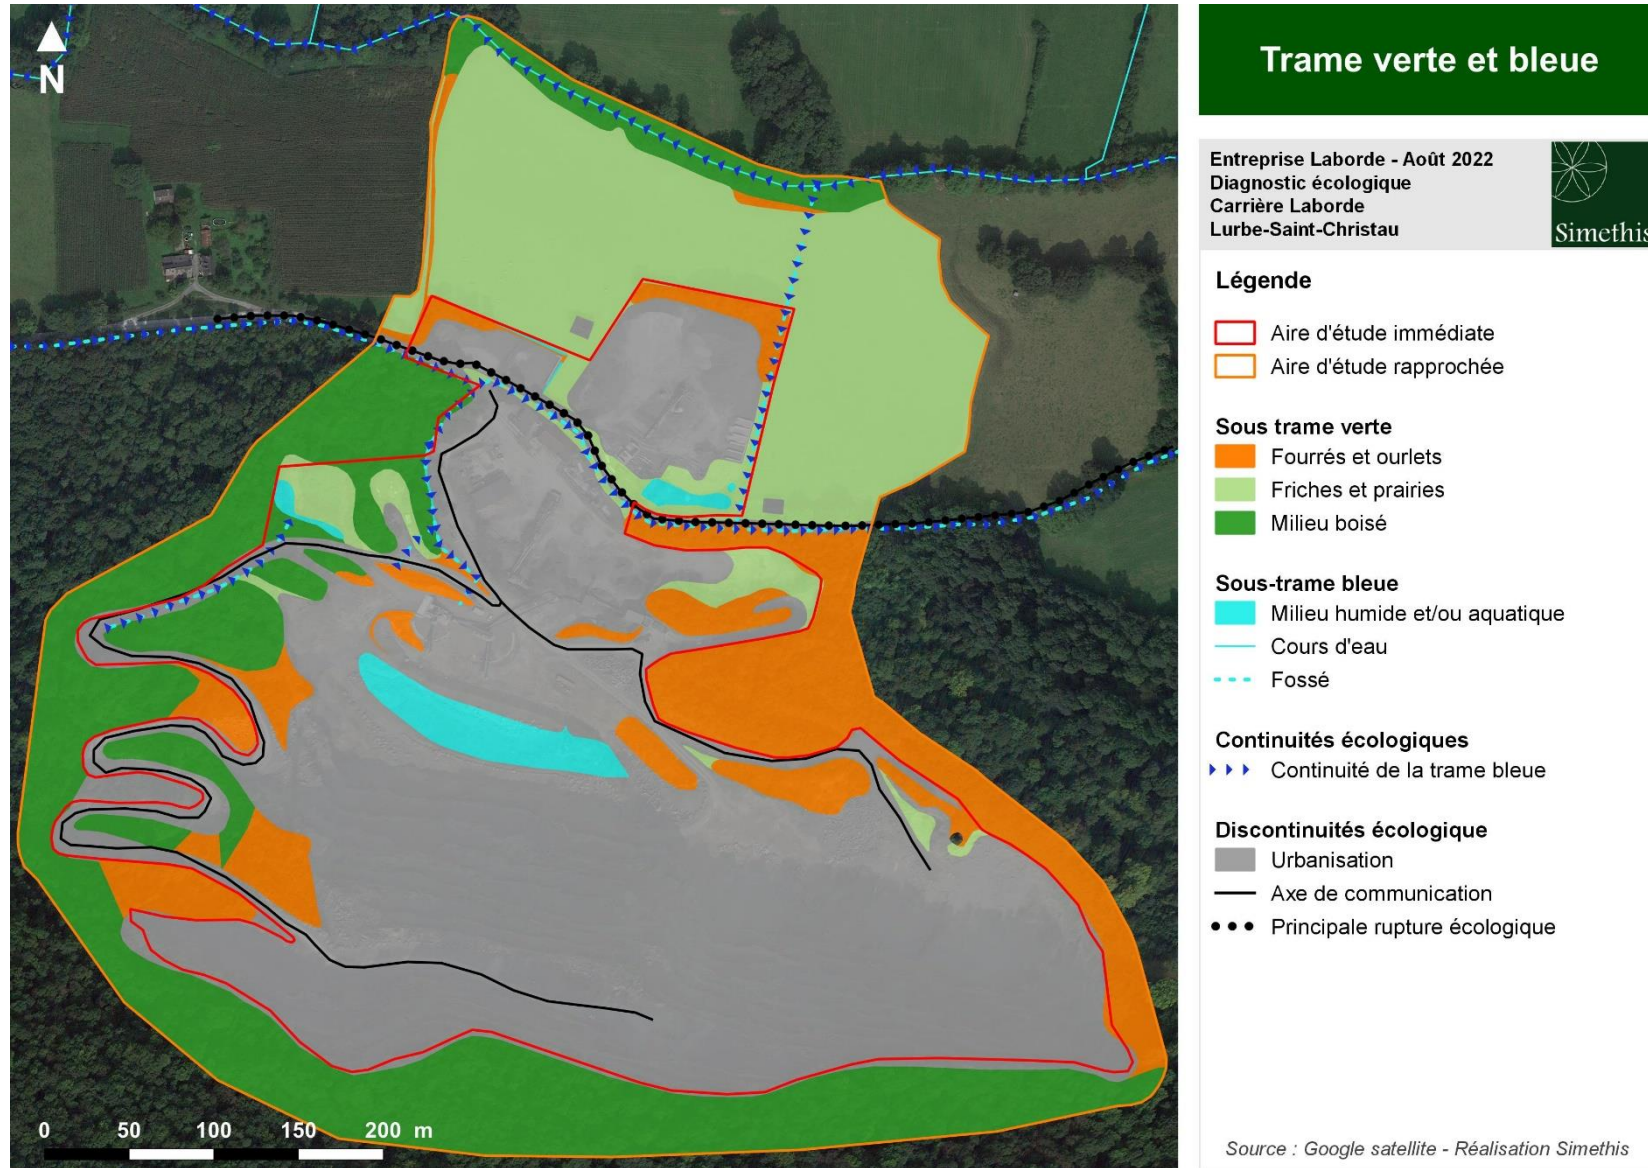 N
0 50 100 150 200 m
Trame verte et bleue
Entreprise Laborde - Août 2022
Diagnostic écologique
Carrière Laborde
Lurbe-Saint-Christau
Simethis
Légende
Aire d'étude immédiate
Aire d'étude rapprochée
Sous trame verte
Fourrés et ourlets
Friches et prairies
Milieu boisé
Sous-trame bleue
Milieu humide et/ou aquatique
Cours d'eau
Fossé
Continuités écologiques
Continuité de la trame bleue
Discontinuités écologique
Urbanisation
Axe de communication
Principale rupture écologique
Source : Google satellite - Réalisation Simethis